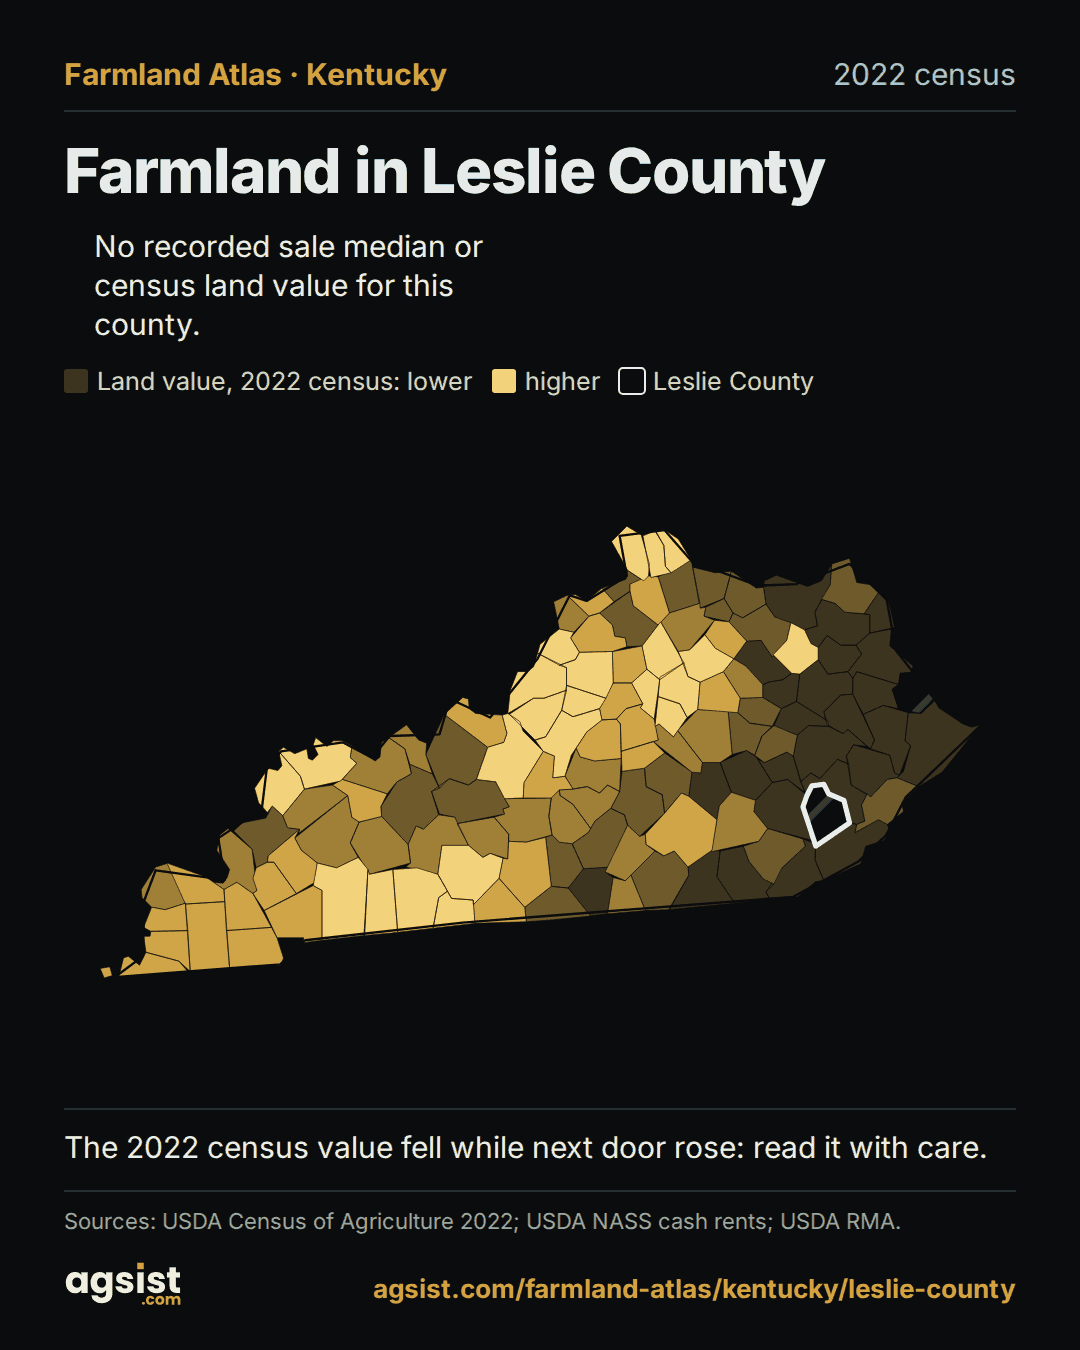 Farmland Atlas · Kentucky
2022 census
Farmland in Leslie County
No recorded sale median or
census land value for this
county.
Land value, 2022 census: lower
higher
Leslie County
The 2022 census value fell while next door rose: read it with care.
Sources: USDA Census of Agriculture 2022; USDA NASS cash rents; USDA RMA.
agsist
.com
agsist.com/farmland-atlas/kentucky/leslie-county